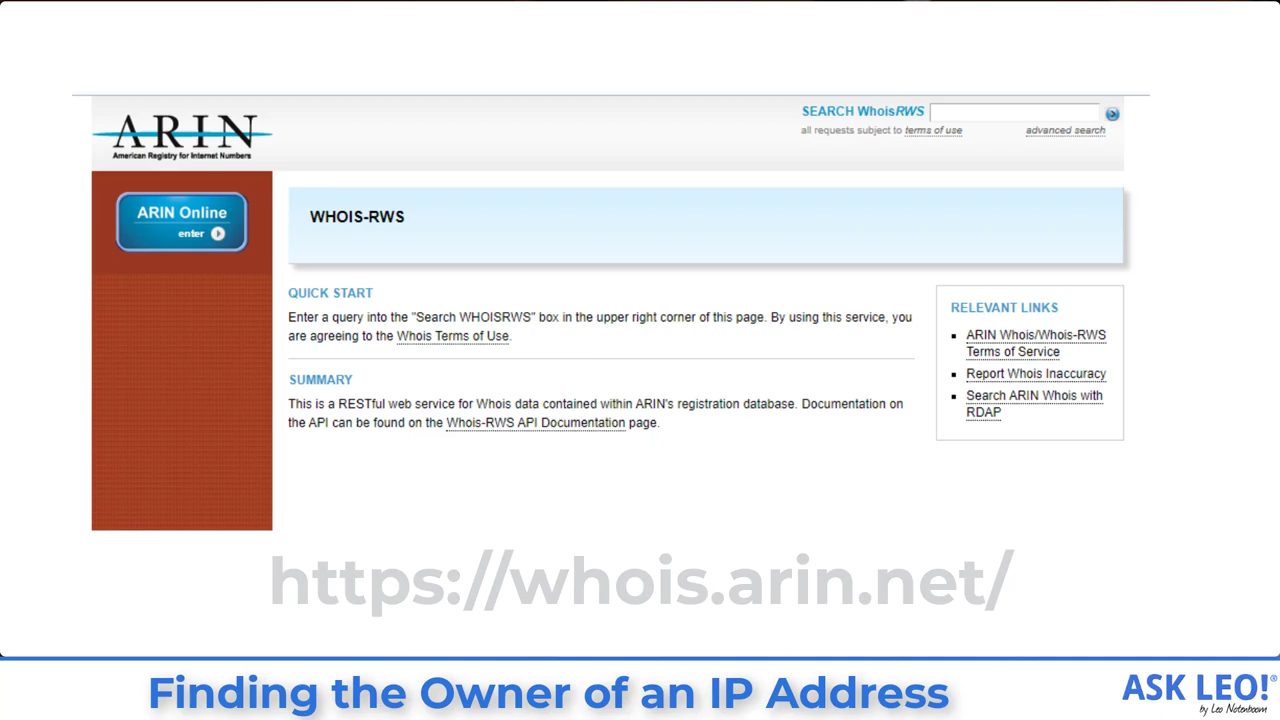 ARIN
American Registry for Internet Numbers
SEARCH WhoisRWS
all requests subject to terms of use
advanced search
ARIN Online
enter
WHOIS-RWS
QUICK START
Enter a query into the "Search WHOISRWS" box in the upper right corner of this page. By using this service, you
are agreeing to the Whois Terms of Use.
SUMMARY
This is a RESTful web service for Whois data contained within ARIN's registration database. Documentation on
the API can be found on the Whois-RWS API Documentation page.
RELEVANT LINKS
ARIN Whois/Whois-RWS
Terms of Service
Report Whois Inaccuracy
Search ARIN Whois with
RDAP
https://whois.arin.net/
Finding the Owner of an IP Address
ASK LEO!®
by Leo Notenboom